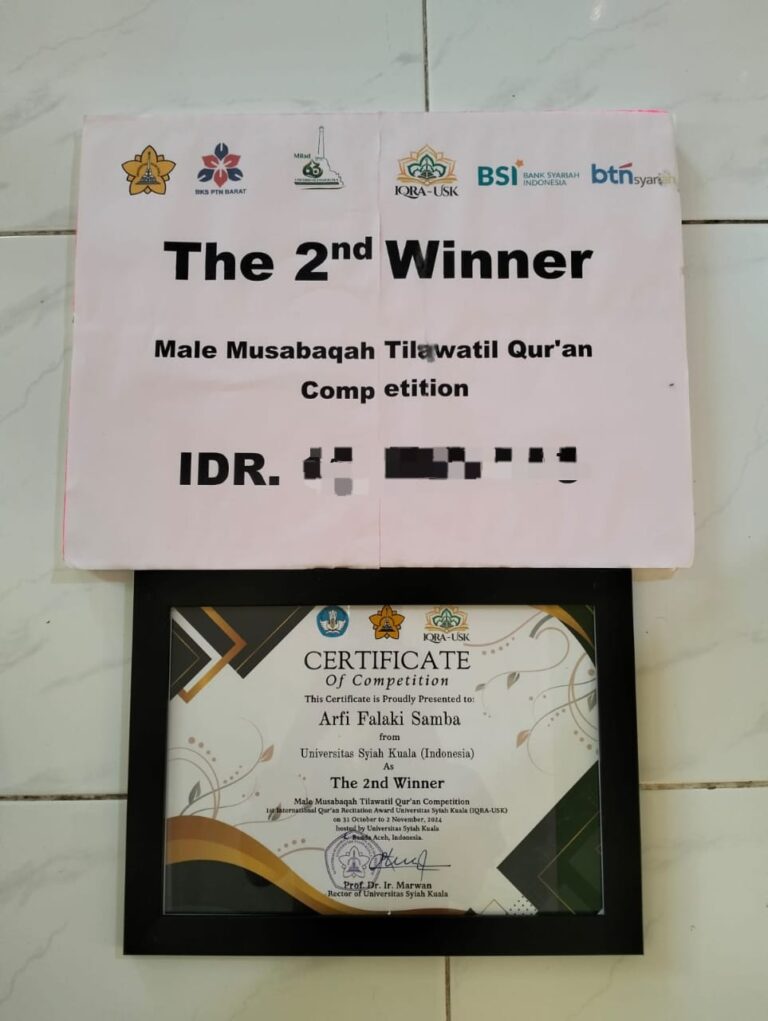 BKS PTN BARAT
Milad
IQRA-USK
BSI BANK SYARIAH
INDONESIA
btn syariah
The 2nd Winner
Male Musabaqah Tilawatil Qur'an
Competition
IDR.
IQRA-USK
CERTIFICATE
Of Competition
This Certificate is Proudly Presented to:
Arfi Falaki Samba
from
Universitas Syiah Kuala (Indonesia)
As
The 2nd Winner
Male Musabaqah Tilawatil Qur'an Competition
1st International Qur'an Recitation Award Universitas Syiah Kuala (IQRA-USK)
on 31 October to 2 November, 2024
hosted by Universitas Syiah Kuala
Banda Aceh, Indonesia.
Prof. Dr. Ir. Marwan
Rector of Universitas Syiah Kuala